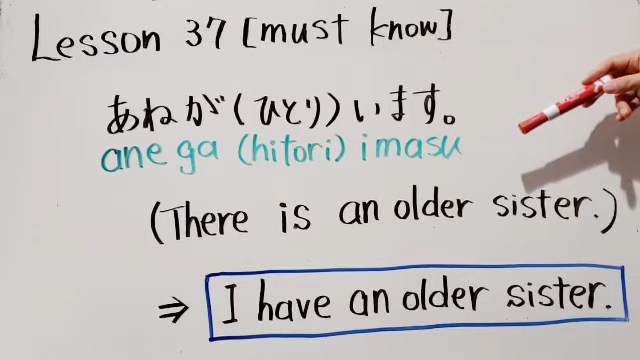 Lesson 37 [must know]
あねが(ひとり)います。
ane ga (hitori) imasu
(There is an older sister.)
⇒ I have an older sister.